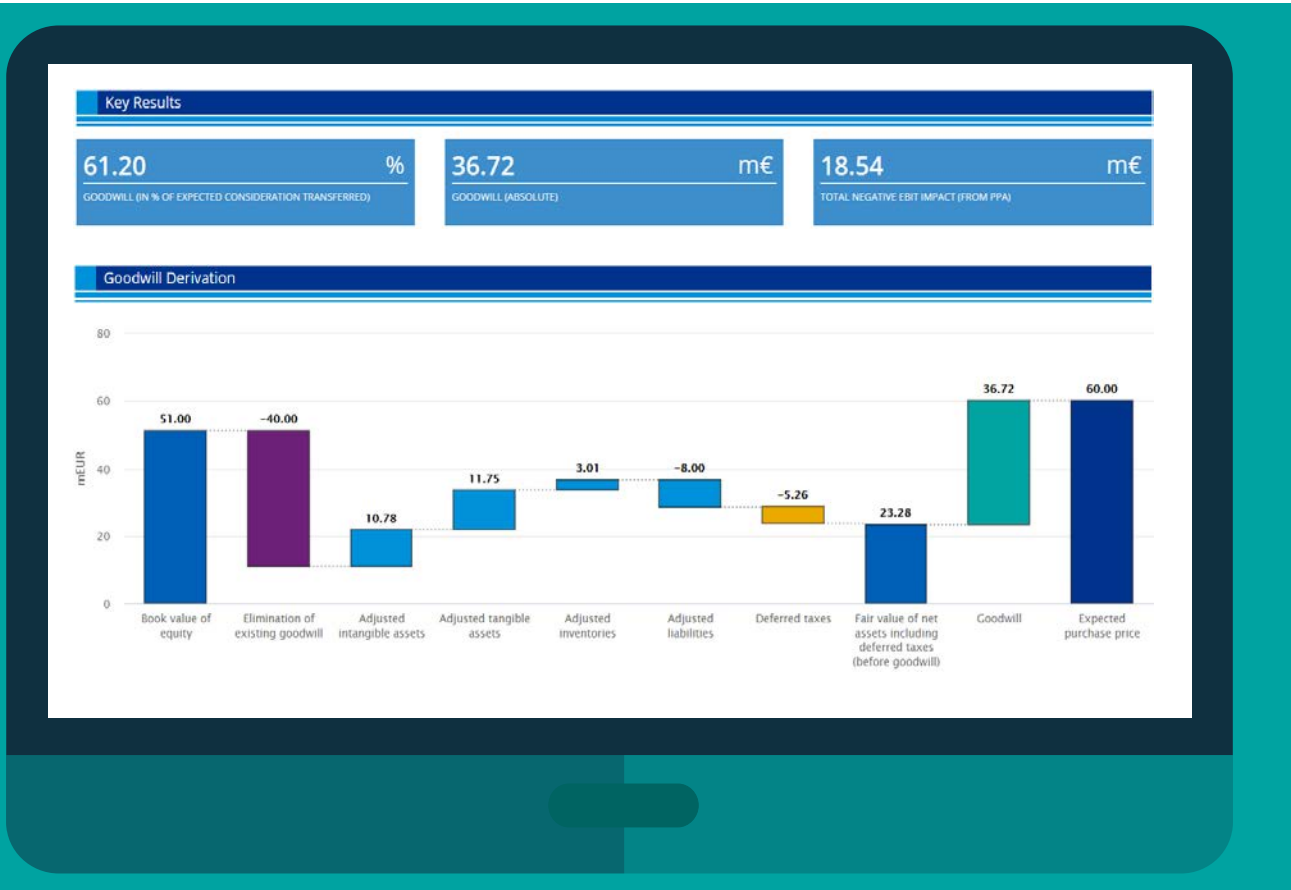 Key Results
61.20 %
GOODWILL (IN % OF EXPECTED CONSIDERATION TRANSFERRED)
36.72 m€
GOODWILL (ABSOLUTE)
18.54 m€
TOTAL NEGATIVE EBIT IMPACT (FROM PPA)
Goodwill Derivation
mEUR
80
60
40
20
0
51.00
-40.00
10.78
11.75
3.01
-8.00
-5.26
23.28
36.72
60.00
Book value of
equity
Elimination of
existing goodwill
Adjusted
intangible assets
Adjusted tangible
assets
Adjusted
inventories
Adjusted
liabilities
Deferred taxes
Fair value of net
assets including
deferred taxes
(before goodwill)
Goodwill
Expected
purchase price